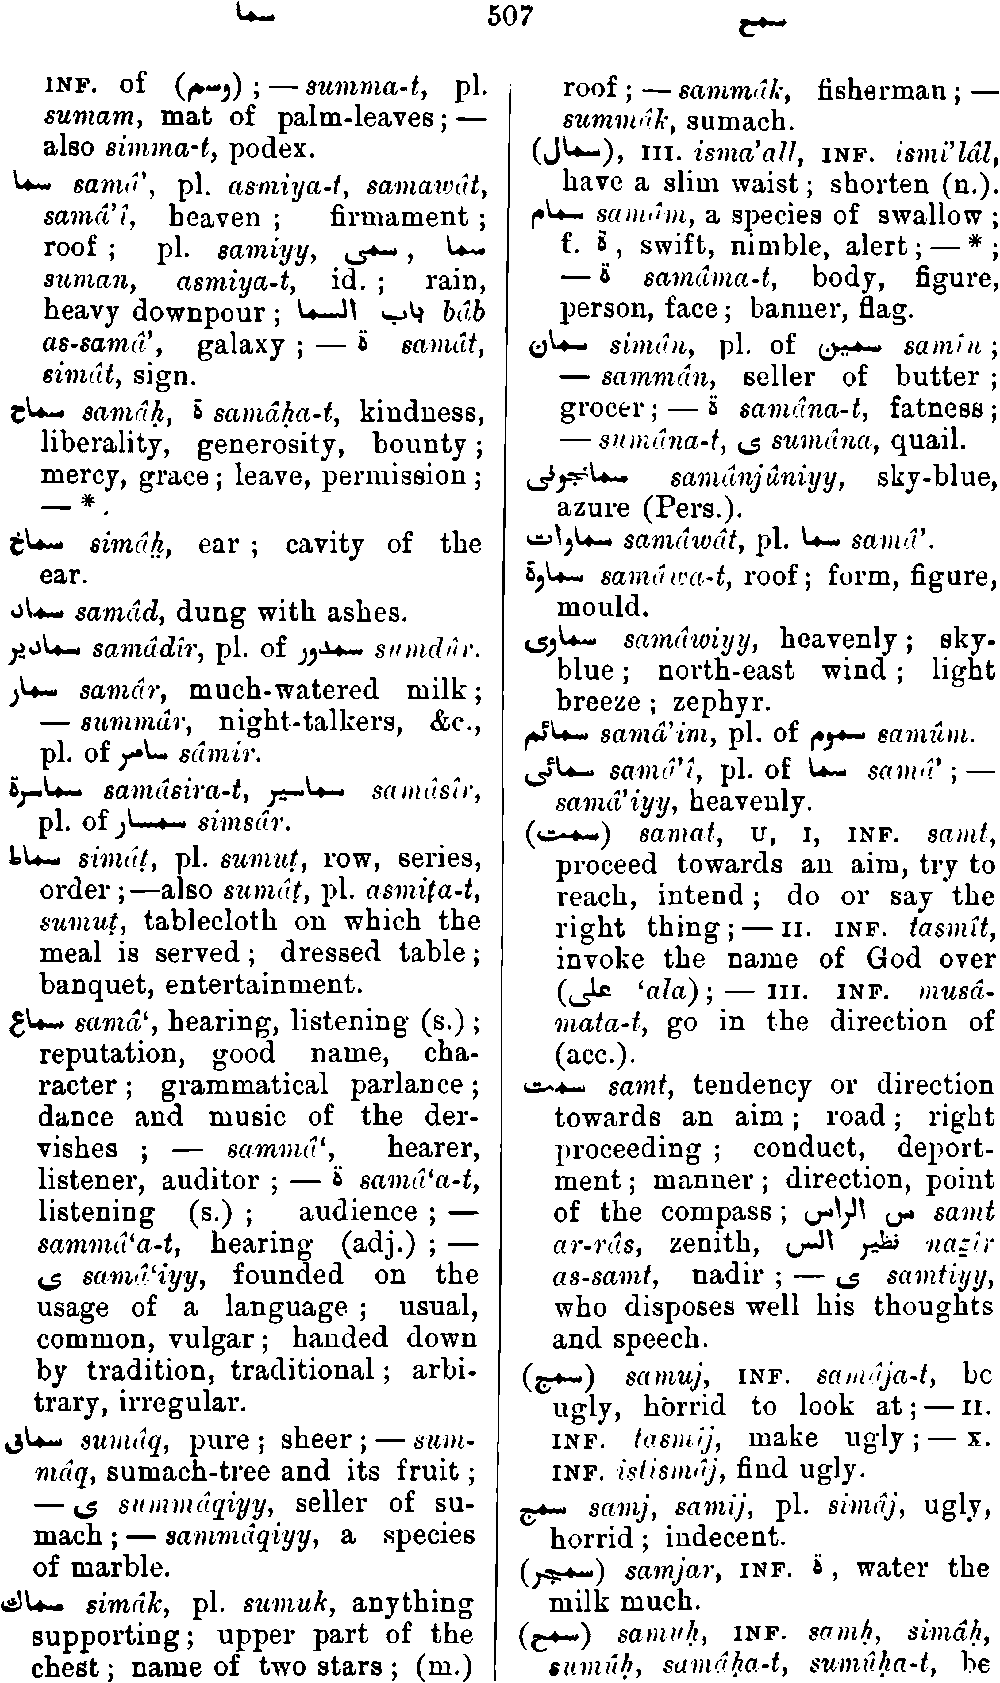 سما 507 سمح
INF. of (وسم) ; — summa-t, pl.
sumam, mat of palm-leaves; —
also simma-t, podex.
سما samâ', pl. asmiya-t, samawât,
samâ'î, heaven ; firmament ;
roof ; pl. samiyy, سمى , سما
suman, asmiya-t, id. ; rain,
heavy downpour ; باب السما bâb
as-samâ', galaxy ; — ة samât,
simât, sign.
سماح samâḥ, ة samâḥa-t, kindness,
liberality, generosity, bounty ;
mercy, grace ; leave, permission ;
— * .
سماخ simâḫ, ear ; cavity of the
ear.
سماد samâd, dung with ashes.
سمادير samâdîr, pl. of سمدور sumdûr.
سمار samâr, much-watered milk ;
— summâr, night-talkers, &c.,
pl. of سامر sâmir.
سماسرة samâsira-t, سماسير samâsîr,
pl. of سمسار simsâr.
سماط simâṭ, pl. sumuṭ, row, series,
order ;—also sumâṭ, pl. asmiṭa-t,
sumuṭ, tablecloth on which the
meal is served ; dressed table ;
banquet, entertainment.
سماع samâ‘, hearing, listening (s.) ;
reputation, good name, cha-
racter ; grammatical parlance ;
dance and music of the der-
vishes ; — sammâ‘, hearer,
listener, auditor ; — ة samâ‘a-t,
listening (s.) ; audience ; —
sammâ‘a-t, hearing (adj.) ; —
ى samâ‘iyy, founded on the
usage of a language ; usual,
common, vulgar ; handed down
by tradition, traditional ; arbi-
trary, irregular.
سماق sumâq, pure ; sheer ; — sum-
mâq, sumach-tree and its fruit ;
— ى summâqiyy, seller of su-
mach ; — sammâqiyy, a species
of marble.
سماك simâk, pl. sumuk, anything
supporting ; upper part of the
chest ; name of two stars ; (m.)
roof ; — sammâk, fisherman ; —
summâk, sumach.
(سمال), III. isma'all, INF. ismi'lâl,
have a slim waist ; shorten (n.).
سمام samâm, a species of swallow ;
f. ة , swift, nimble, alert ; — * ;
— ة samâma-t, body, figure,
person, face ; banner, flag.
سمان simân, pl. of سمين samîn ;
— sammân, seller of butter ;
grocer ; — ة samâna-t, fatness ;
— sumâna-t, ى sumâna, quail.
سمانجونى samânjûniyy, sky-blue,
azure (Pers.).
سماوات samâwât, pl. سما samâ'.
سماوة samâwa-t, roof ; form, figure,
mould.
سماوى samâwiyy, heavenly ; sky-
blue ; north-east wind ; light
breeze ; zephyr.
سمائم samâ'im, pl. of سموم samûm.
سمائى samâ'î, pl. of سما samâ' ; —
samâ'iyy, heavenly.
(سمت) samat, U, I, INF. samt,
proceed towards an aim, try to
reach, intend ; do or say the
right thing ; — II. INF. tasmît,
invoke the name of God over
(على ‘ala) ; — III. INF. musâ-
mata-t, go in the direction of
(acc.).
سمت samt, tendency or direction
towards an aim ; road ; right
proceeding ; conduct, deport-
ment ; manner ; direction, point
of the compass ; س الراس samt
ar-râs, zenith, نظير الس naẓîr
as-samt, nadir ; — ى samtiyy,
who disposes well his thoughts
and speech.
(سمج) samuj, INF. samâja-t, be
ugly, horrid to look at ; — II.
INF. tasmîj, make ugly ; — X.
INF. istismâj, find ugly.
سمج samj, samij, pl. simâj, ugly,
horrid ; indecent.
(سمجر) samjar, INF. ة , water the
milk much.
(سمح) samuḥ, INF. samḥ, simâḥ,
sumûḥ, samâḥa-t, sumûḥa-t, be